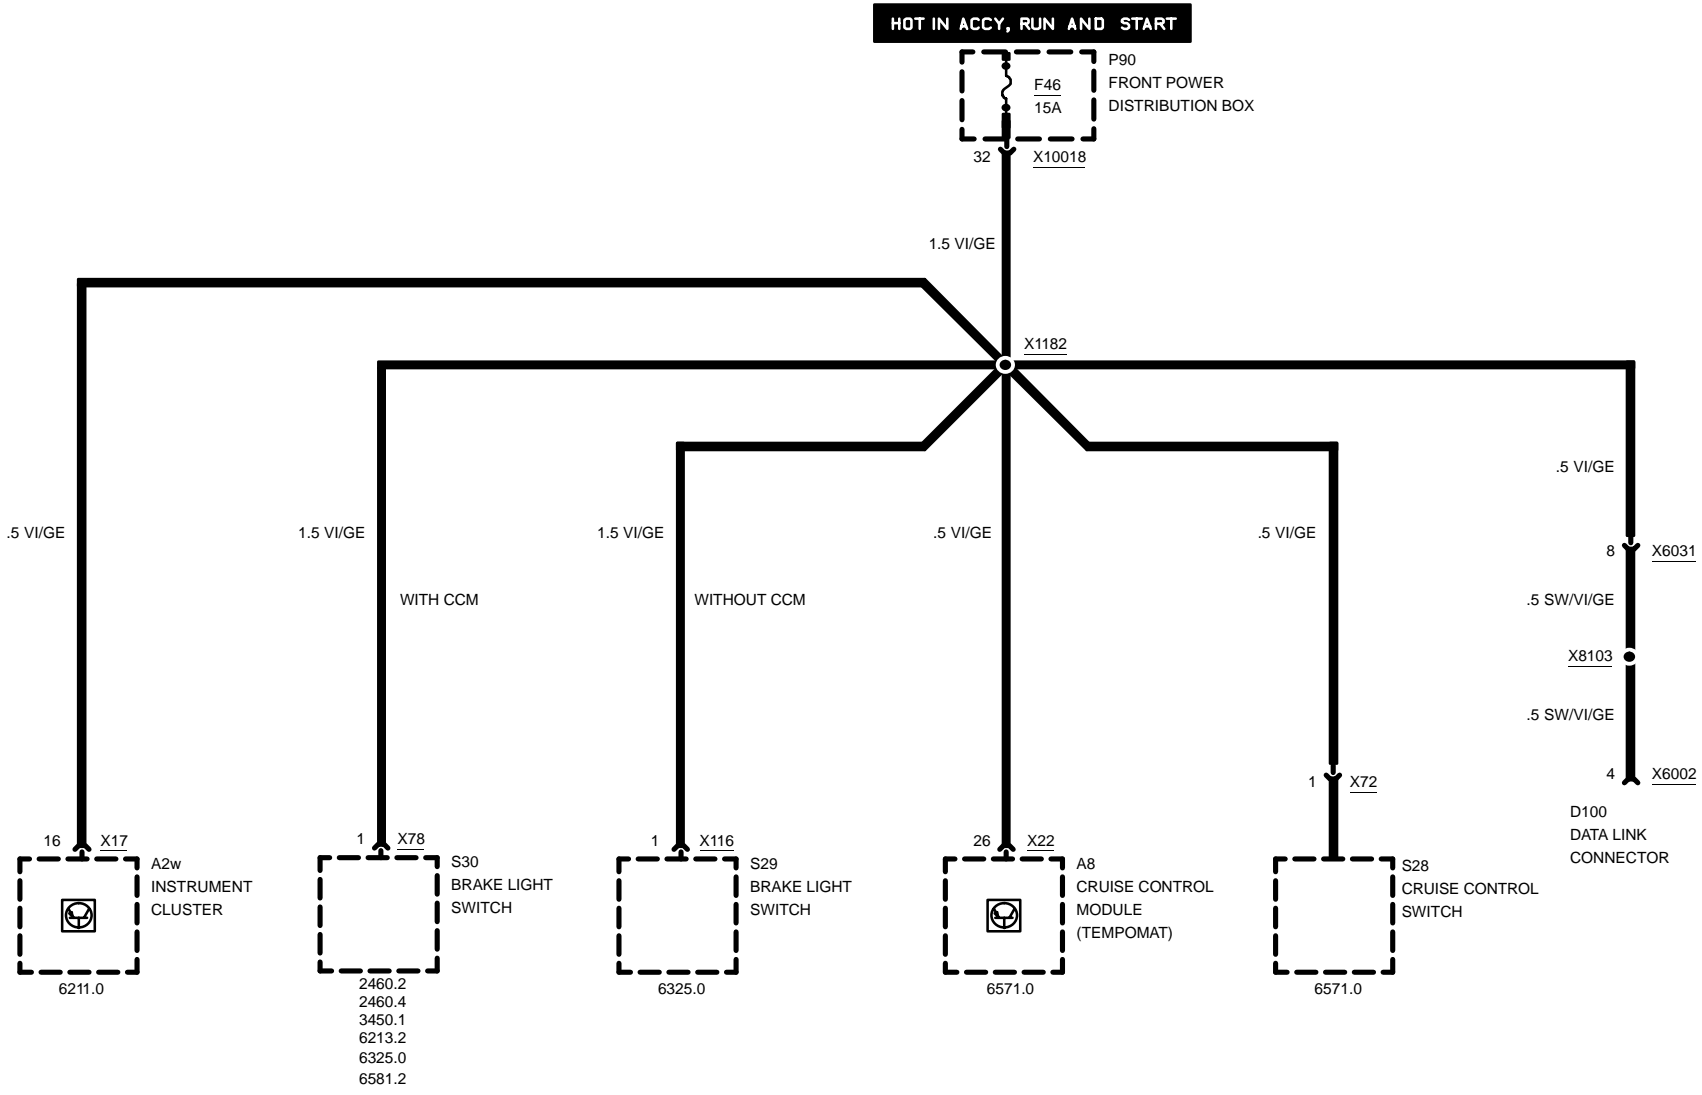 HOT IN ACCY, RUN AND START
P90
FRONT POWER
DISTRIBUTION BOX
F46
15A
32
X10018
1.5 VI/GE
X1182
.5 VI/GE
1.5 VI/GE
1.5 VI/GE
.5 VI/GE
.5 VI/GE
.5 VI/GE
WITH CCM
WITHOUT CCM
8
X6031
.5 SW/VI/GE
X8103
.5 SW/VI/GE
4
X6002
D100
DATA LINK
CONNECTOR
1
X72
16
X17
A2w
INSTRUMENT
CLUSTER
6211.0
1
X78
S30
BRAKE LIGHT
SWITCH
2460.2
2460.4
3450.1
6213.2
6325.0
6581.2
1
X116
S29
BRAKE LIGHT
SWITCH
6325.0
26
X22
A8
CRUISE CONTROL
MODULE
(TEMPOMAT)
6571.0
S28
CRUISE CONTROL
SWITCH
6571.0